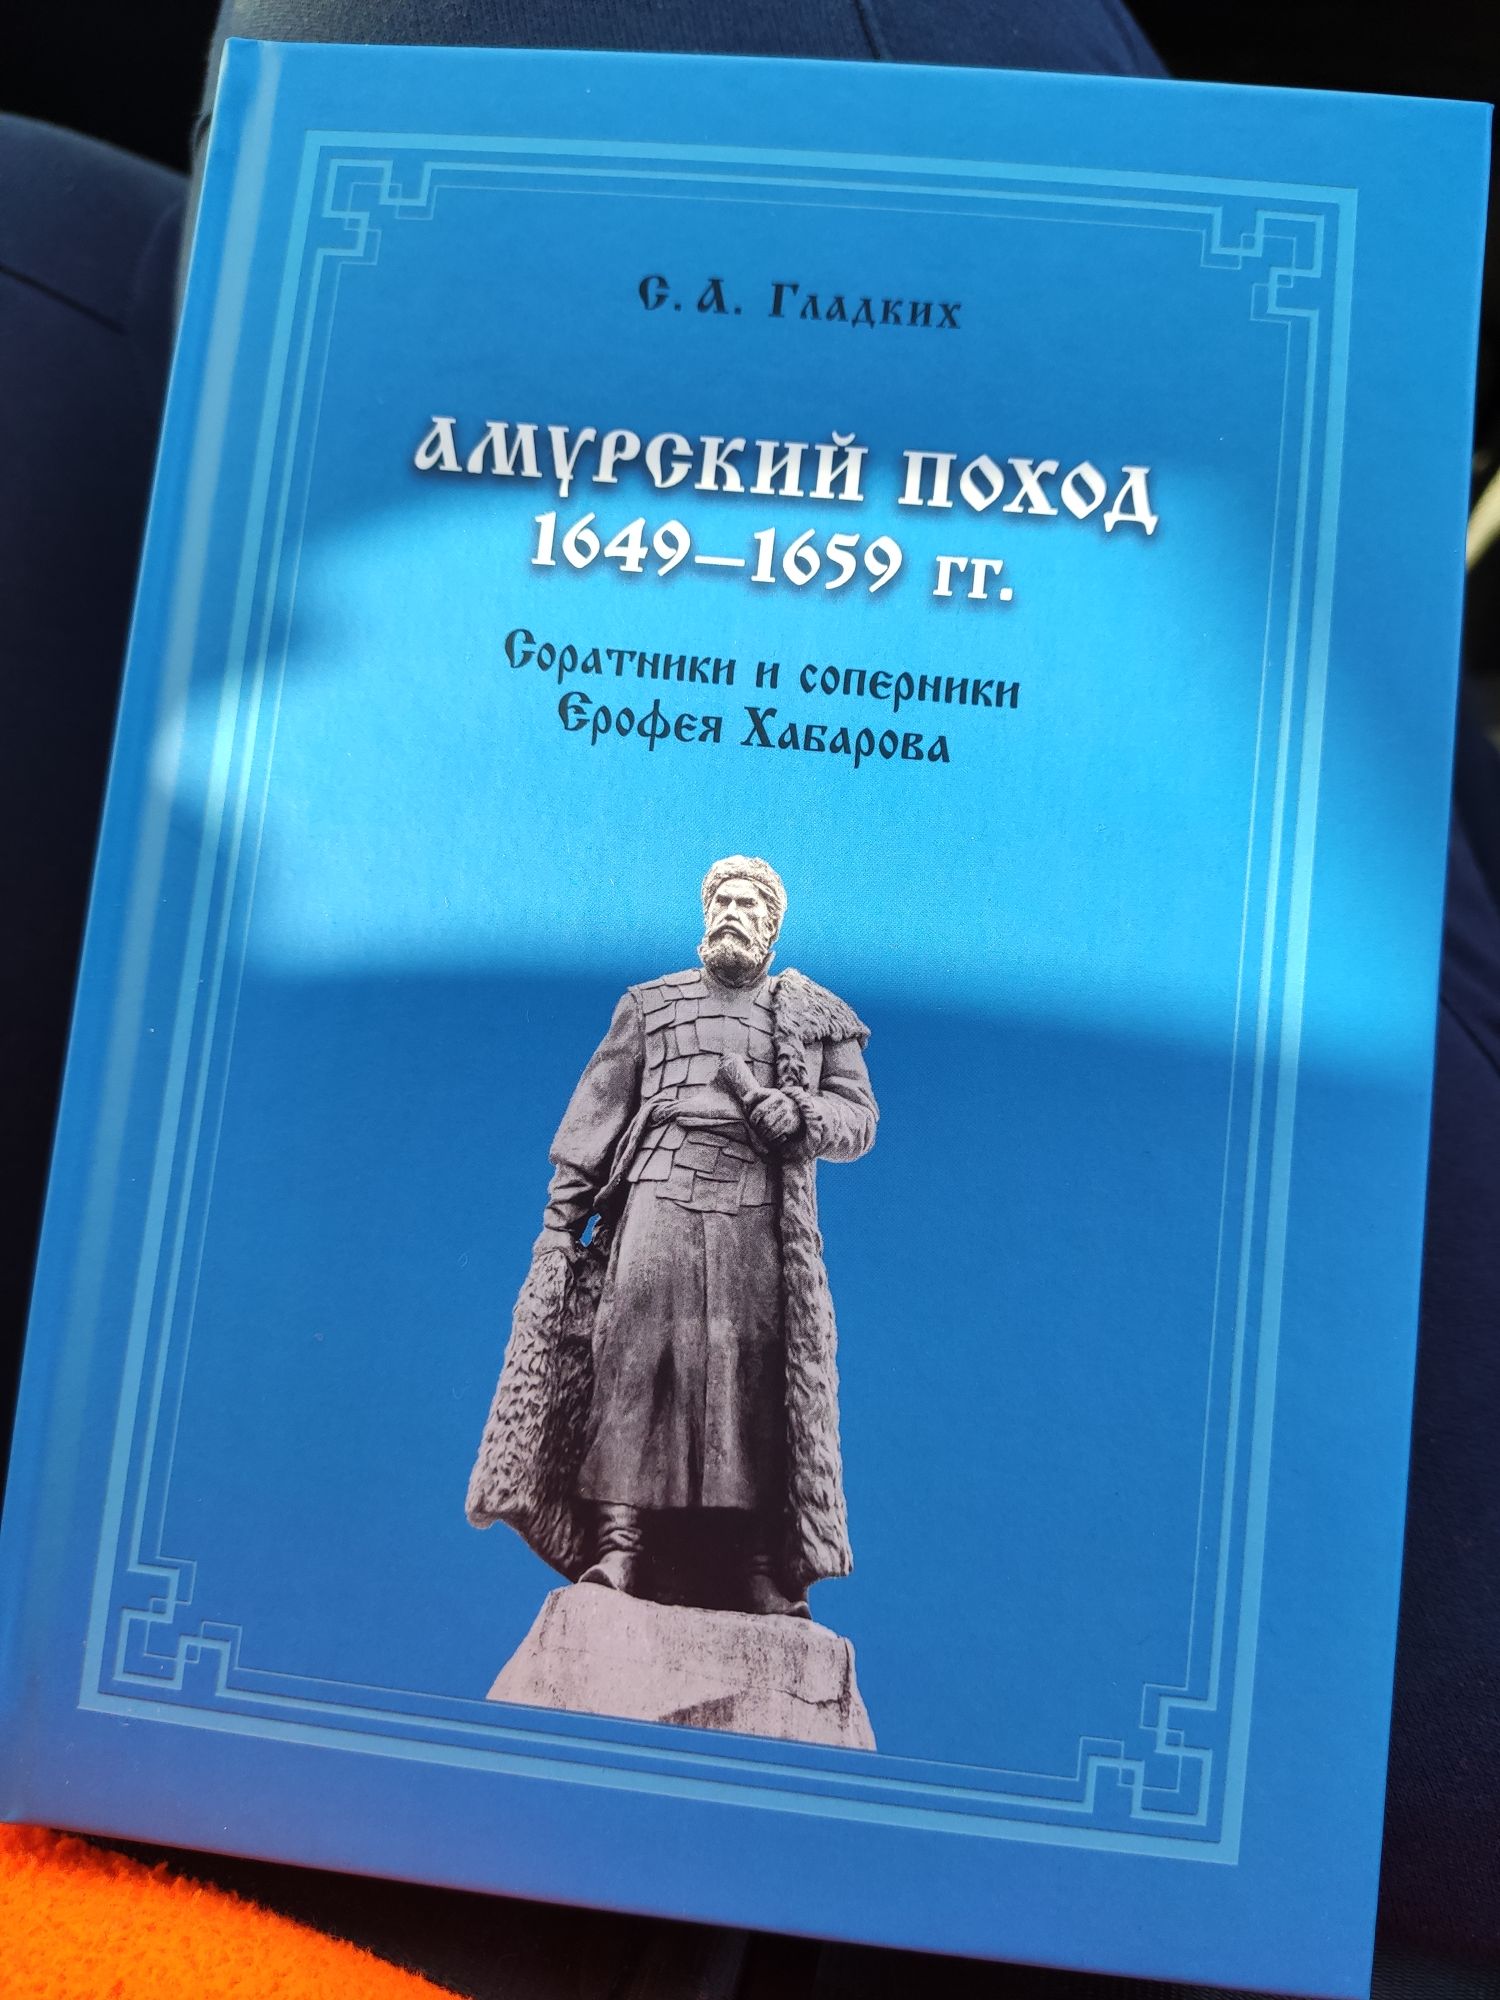 С. А. Гладких
АМУРСКИЙ ПОХОД
1649–1659 гг.
Соратники и соперники
Ерофея Хабарова